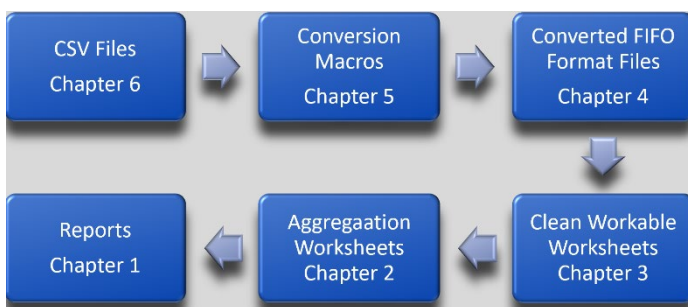 CSV Files
Chapter 6
Conversion
Macros
Chapter 5
Converted FIFO
Format Files
Chapter 4
Clean Workable
Worksheets
Chapter 3
Aggregaation
Worksheets
Chapter 2
Reports
Chapter 1